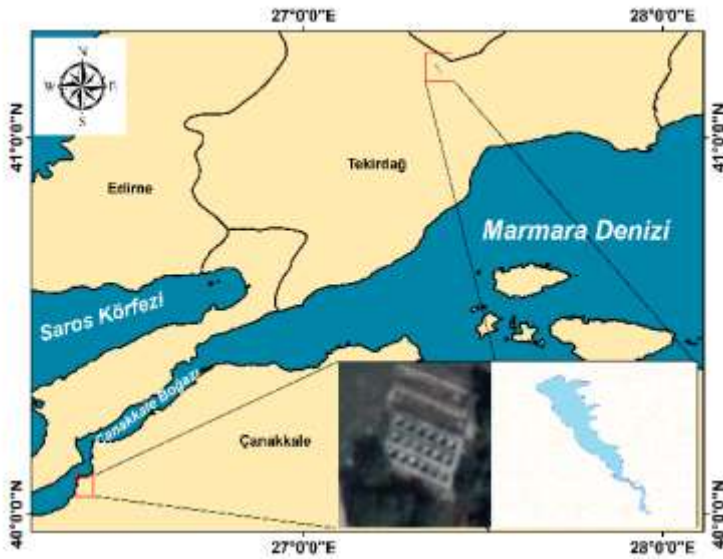 27°0'0"E
28°0'0"E
N
W
E
S
41°0'0"N
41°0'0"N
Tekirdağ
Edirne
Marmara Denizi
Saros Körfezi
Çanakkale Boğazı
Çanakkale
40°0'0"N
40°0'0"N
27°0'0"E
28°0'0"E